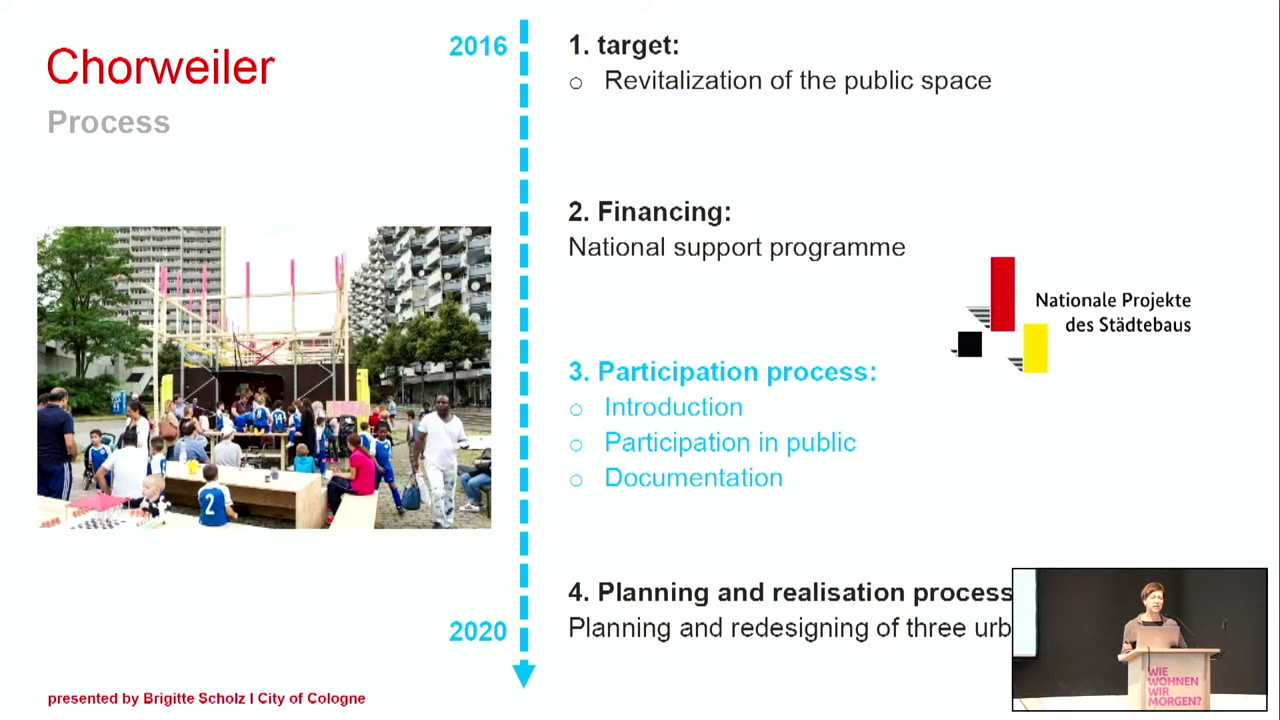 Chorweiler
Process
2016
1. target:
o Revitalization of the public space
2. Financing:
National support programme
Nationale Projekte
des Städtebaus
3. Participation process:
o Introduction
o Participation in public
o Documentation
4. Planning and realisation process
Planning and redesigning of three urb
2020
presented by Brigitte Scholz I City of Cologne
2
WIE
WOHNEN
WIR
MORGEN?